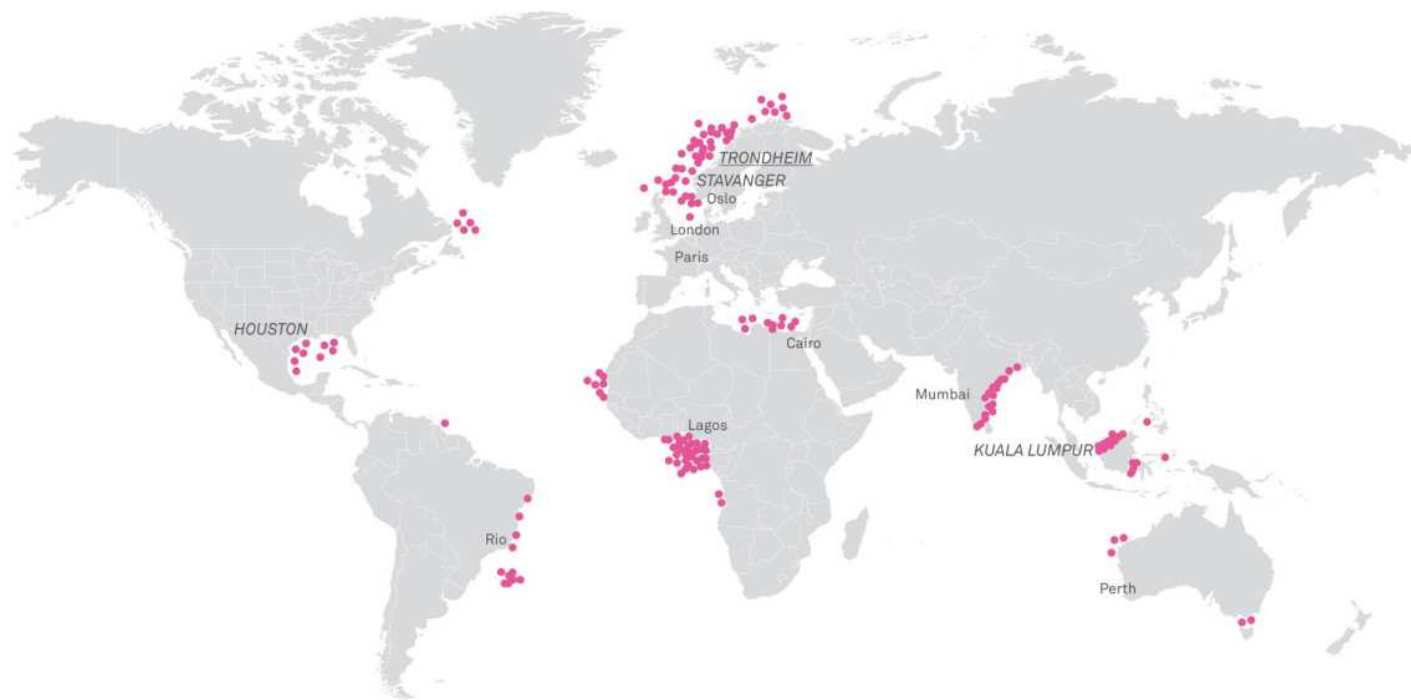 TRONDHEIM
STAVANGER
Oslo
London
Paris
HOUSTON
Cairo
Mumbai
Lagos
KUALA LUMPUR
Rio
Perth